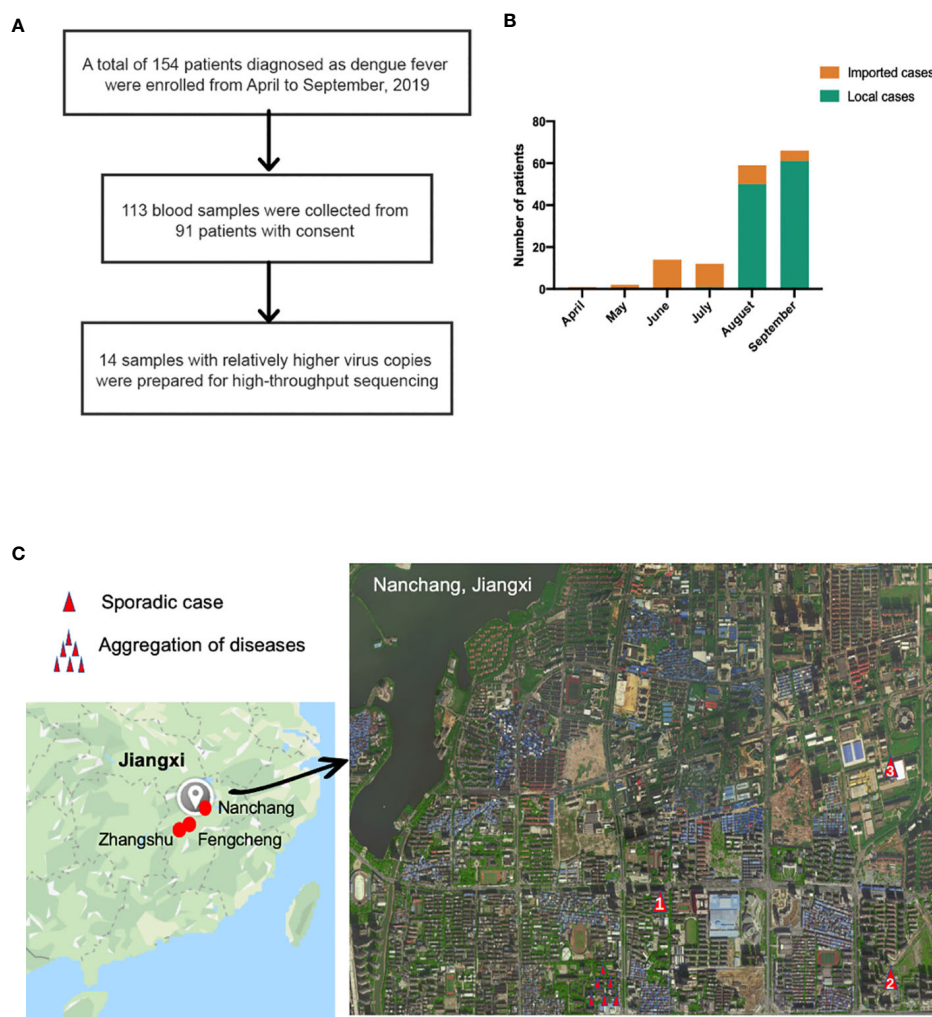 A
A total of 154 patients diagnosed as dengue fever
were enrolled from April to September, 2019
113 blood samples were collected from
91 patients with consent
14 samples with relatively higher virus copies
were prepared for high-throughput sequencing
B
Imported cases
Local cases
Number of patients
80
60
40
20
0
April
May
June
July
August
September
C
Sporadic case
Aggregation of diseases
Jiangxi
Nanchang
Zhangshu
Fengcheng
Nanchang, Jiangxi
3
1
2